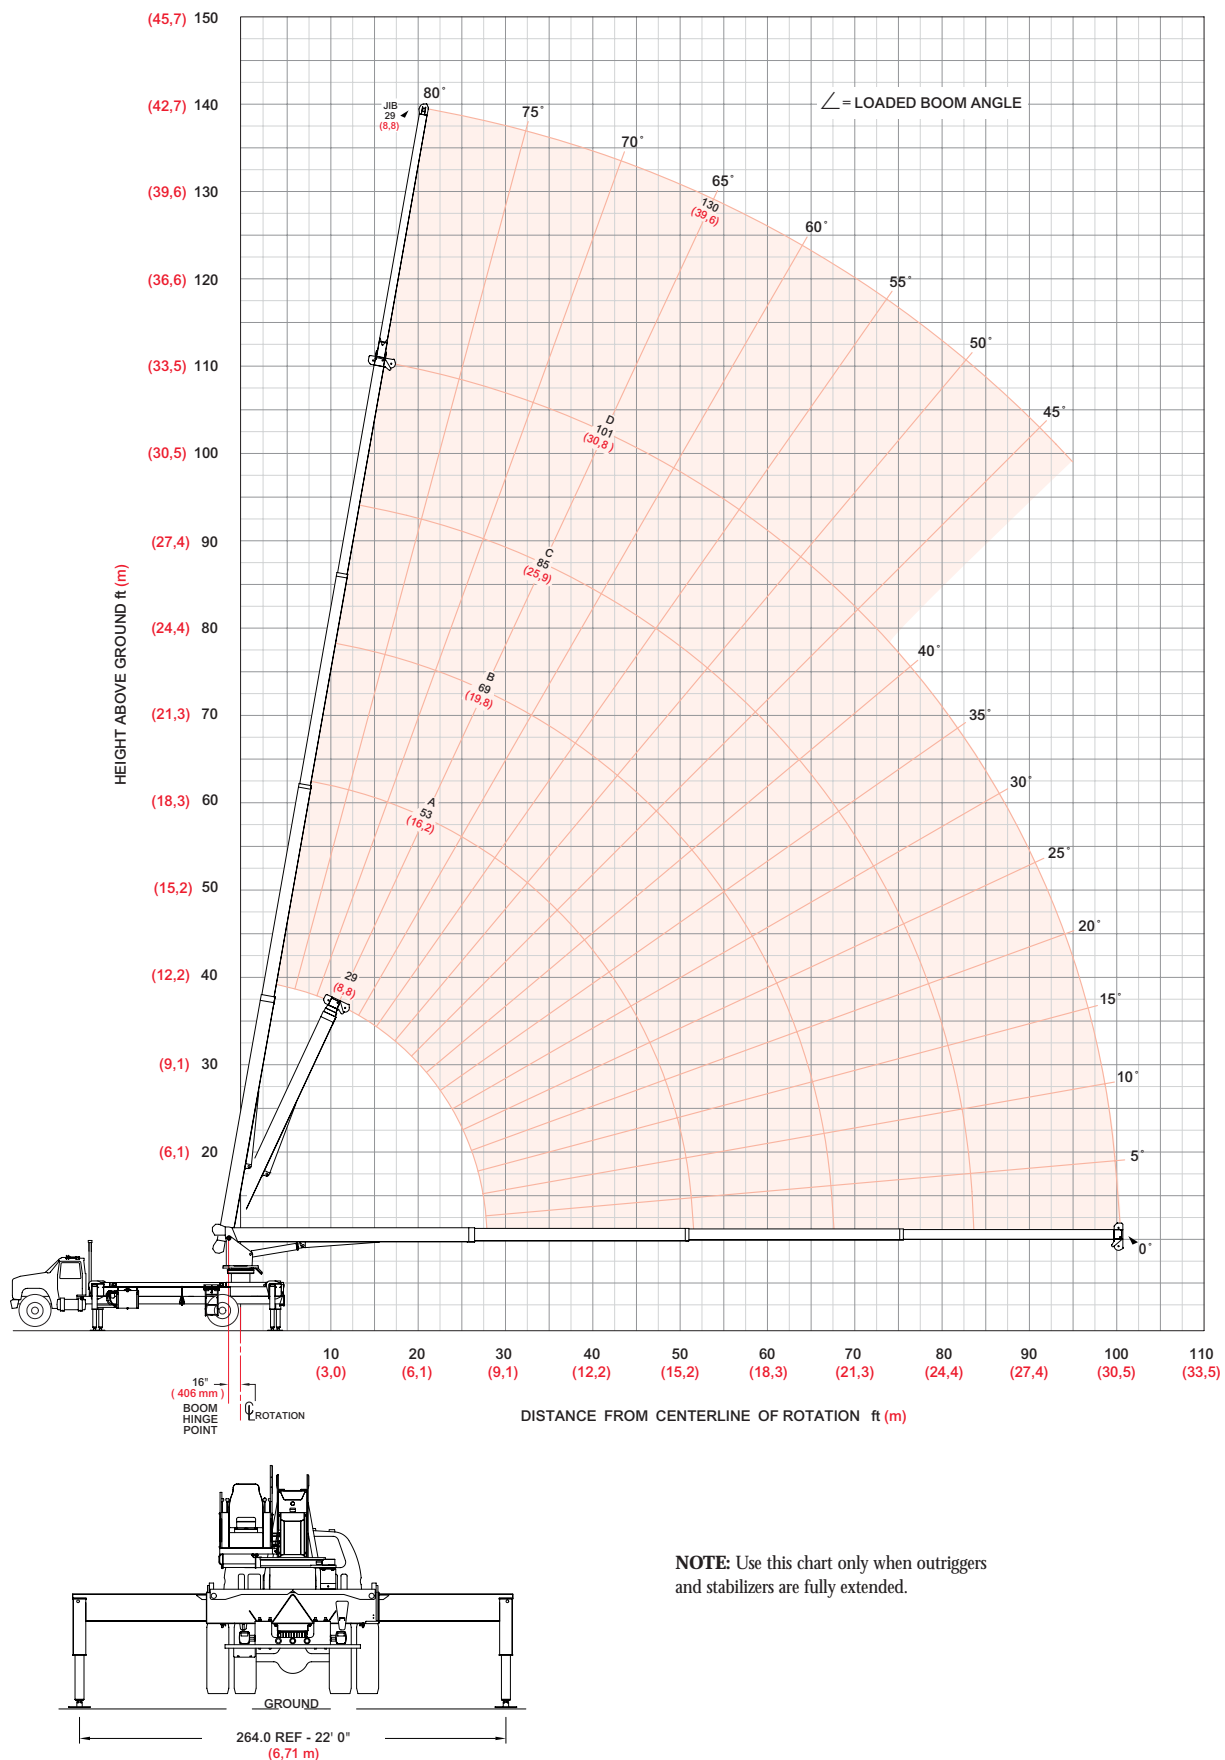 (45,7) 150
(42,7) 140
(39,6) 130
(36,6) 120
(33,5) 110
(30,5) 100
(27,4) 90
(24,4) 80
(21,3) 70
(18,3) 60
(15,2) 50
(12,2) 40
(9,1) 30
(6,1) 20
HEIGHT ABOVE GROUND ft (m)
JIB
29
(8,8)
80°
75°
70°
65°
60°
55°
50°
45°
40°
35°
30°
25°
20°
15°
10°
5°
0°
∠ = LOADED BOOM ANGLE
130
(39,6)
D
101
(30,8)
C
85
(25,9)
B
69
(19,8)
A
53
(16,2)
29
(8,8)
10 20 30 40 50 60 70 80 90 100 110
(3,0) (6,1) (9,1) (12,2) (15,2) (18,3) (21,3) (24,4) (27,4) (30,5) (33,5)
16"
( 406 mm )
BOOM
HINGE
POINT
℄ ROTATION
DISTANCE FROM CENTERLINE OF ROTATION ft (m)
NOTE: Use this chart only when outriggers
and stabilizers are fully extended.
GROUND
264.0 REF - 22' 0"
(6,71 m)